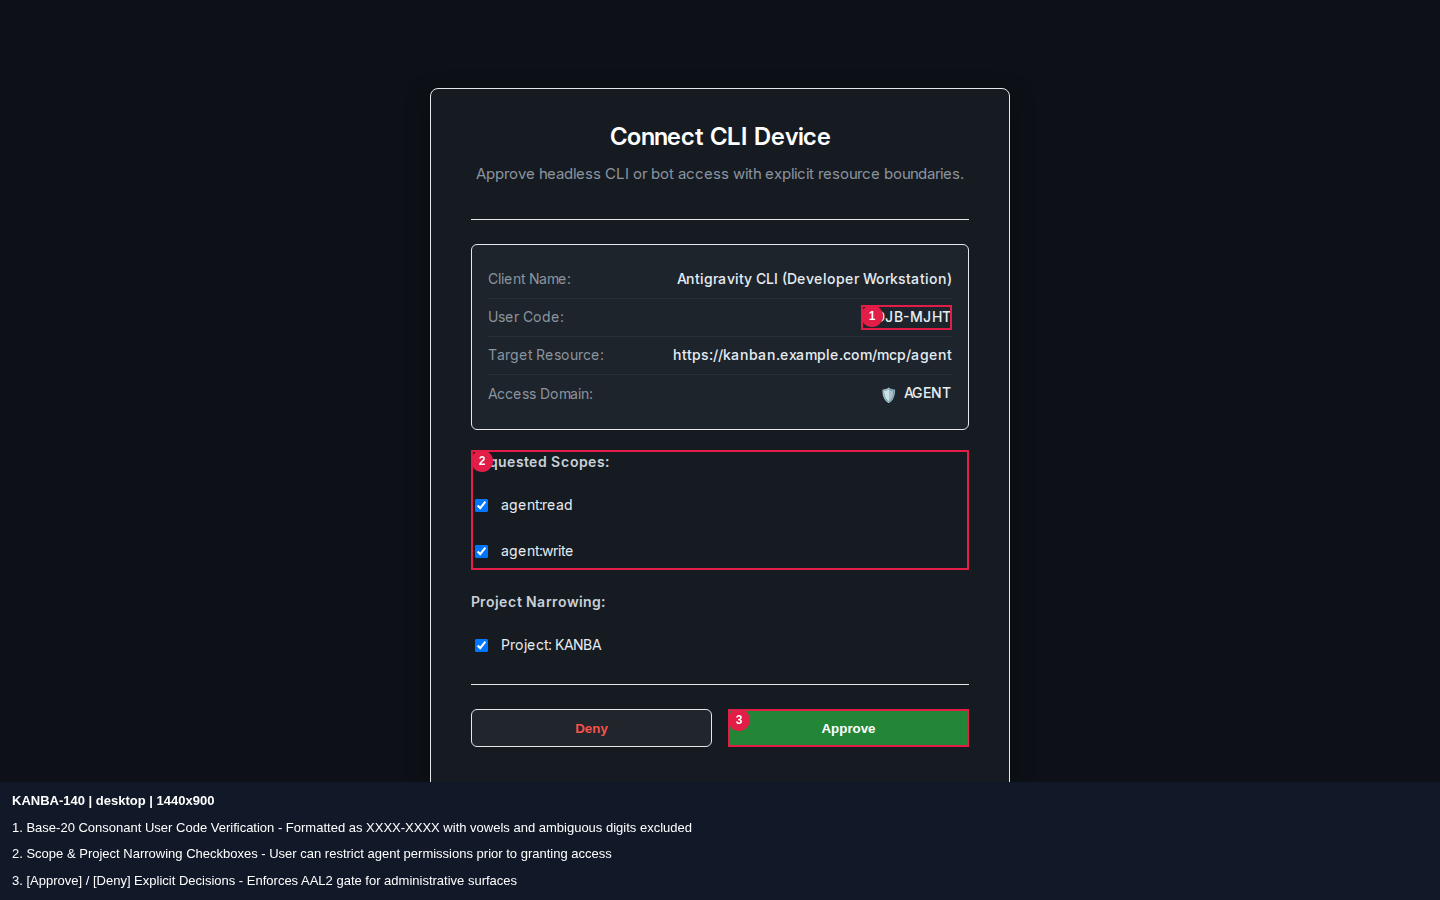 Connect CLI Device
Approve headless CLI or bot access with explicit resource boundaries.
Client Name: Antigravity CLI (Developer Workstation)
User Code: 1 JB-MJHT
Target Resource: https://kanban.example.com/mcp/agent
Access Domain: AGENT
2 quested Scopes:
agent:read
agent:write
Project Narrowing:
Project: KANBA
Deny 3 Approve
KANBA-140 | desktop | 1440x900
1. Base-20 Consonant User Code Verification - Formatted as XXXX-XXXX with vowels and ambiguous digits excluded
2. Scope & Project Narrowing Checkboxes - User can restrict agent permissions prior to granting access
3. [Approve] / [Deny] Explicit Decisions - Enforces AAL2 gate for administrative surfaces